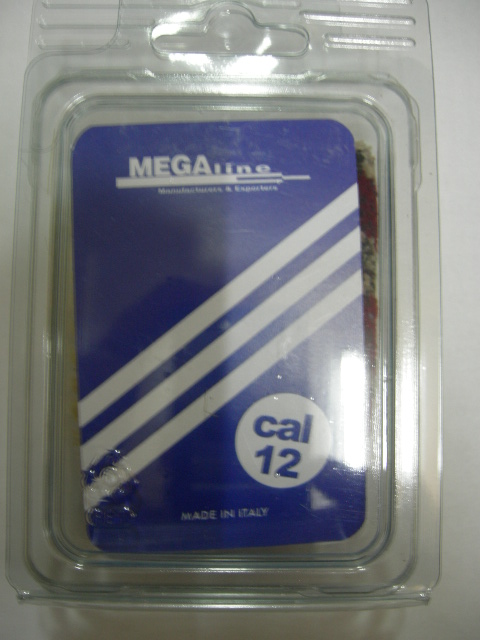 MEGAline
Manufacturers & Exporters
cal
12
MADE IN ITALY